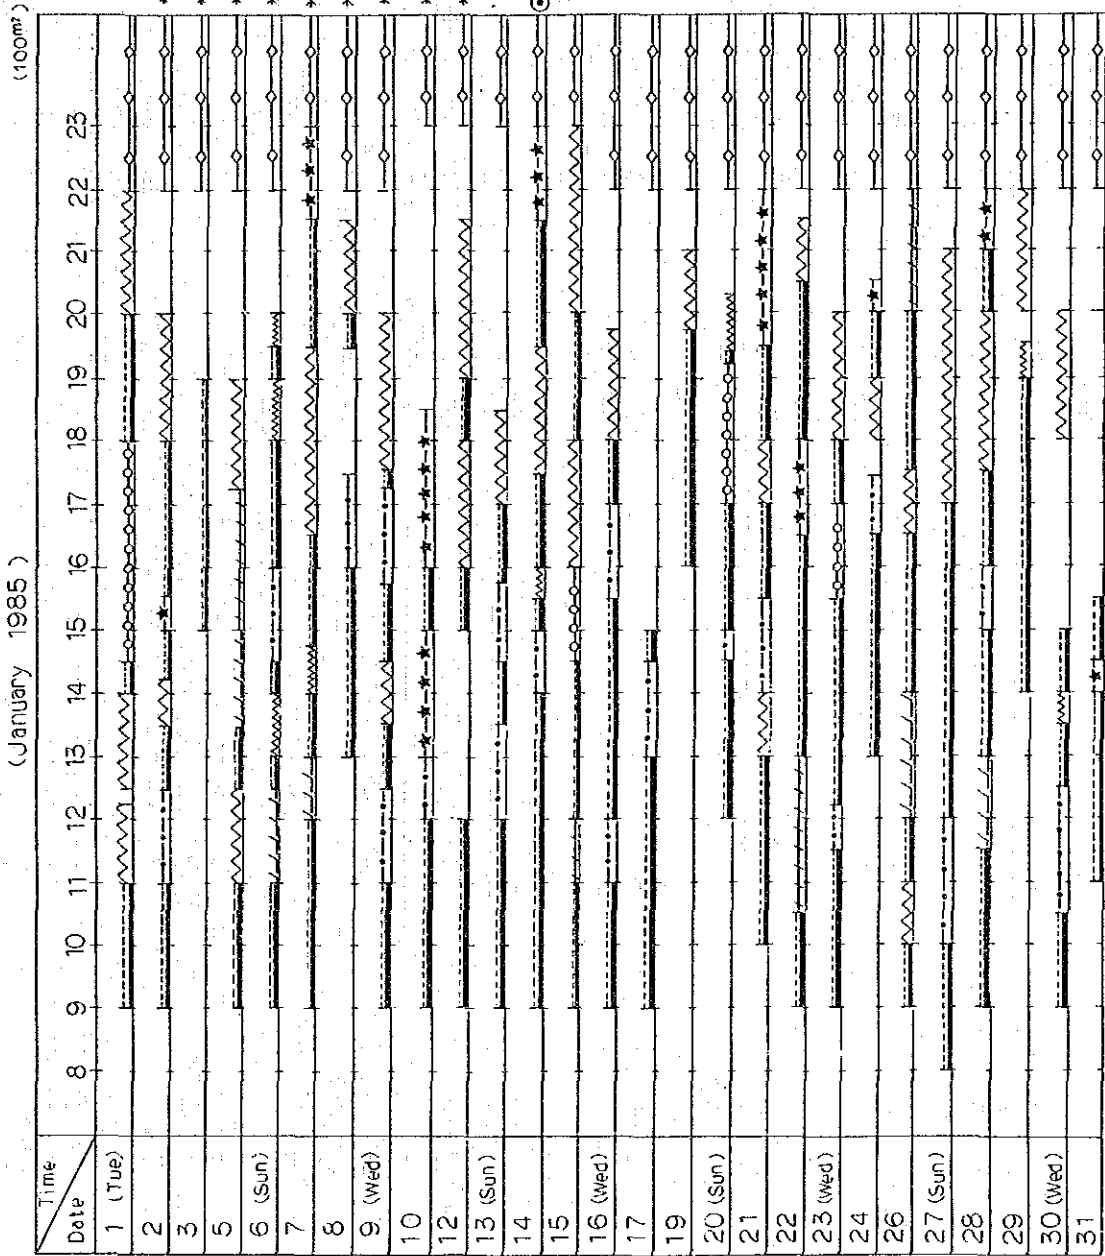 (January 1985)
(100m²)
Time
Date
8 9 10 11 12 13 14 15 16 17 18 19 20 21 22 23
1 (Tue)
2
3
5
6 (Sun)
7
8
9 (Wed)
10
12
13 (Sun)
14
15
16 (Wed)
17
19
20 (Sun)
21
22
23 (Wed)
24
26
27 (Sun)
28
29
30 (Wed)
31